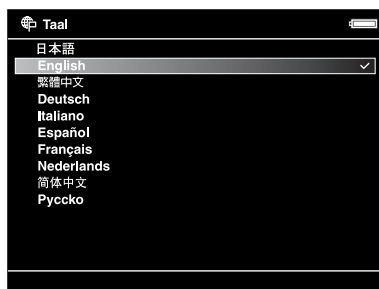 Taal
日本語
English
繁體中文
Deutsch
Italiano
Español
Français
Nederlands
简体中文
Pyccko